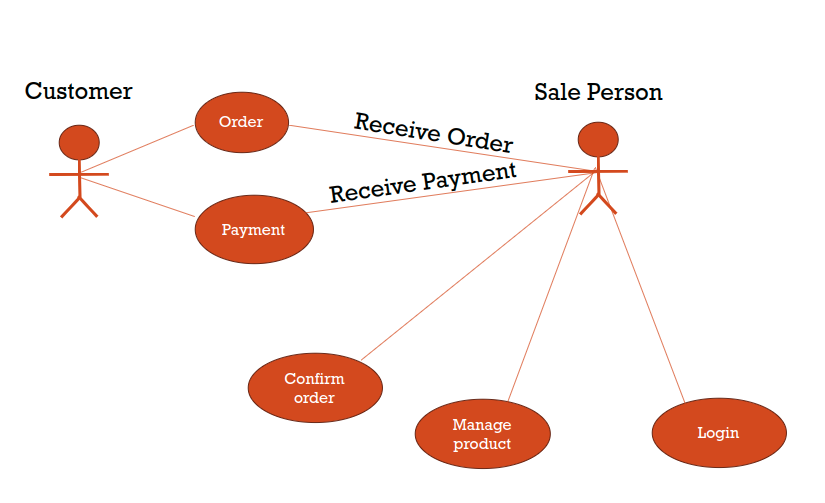 Customer
Sale Person
Order
Receive Order
Receive Payment
Payment
Confirm
order
Manage
product
Login